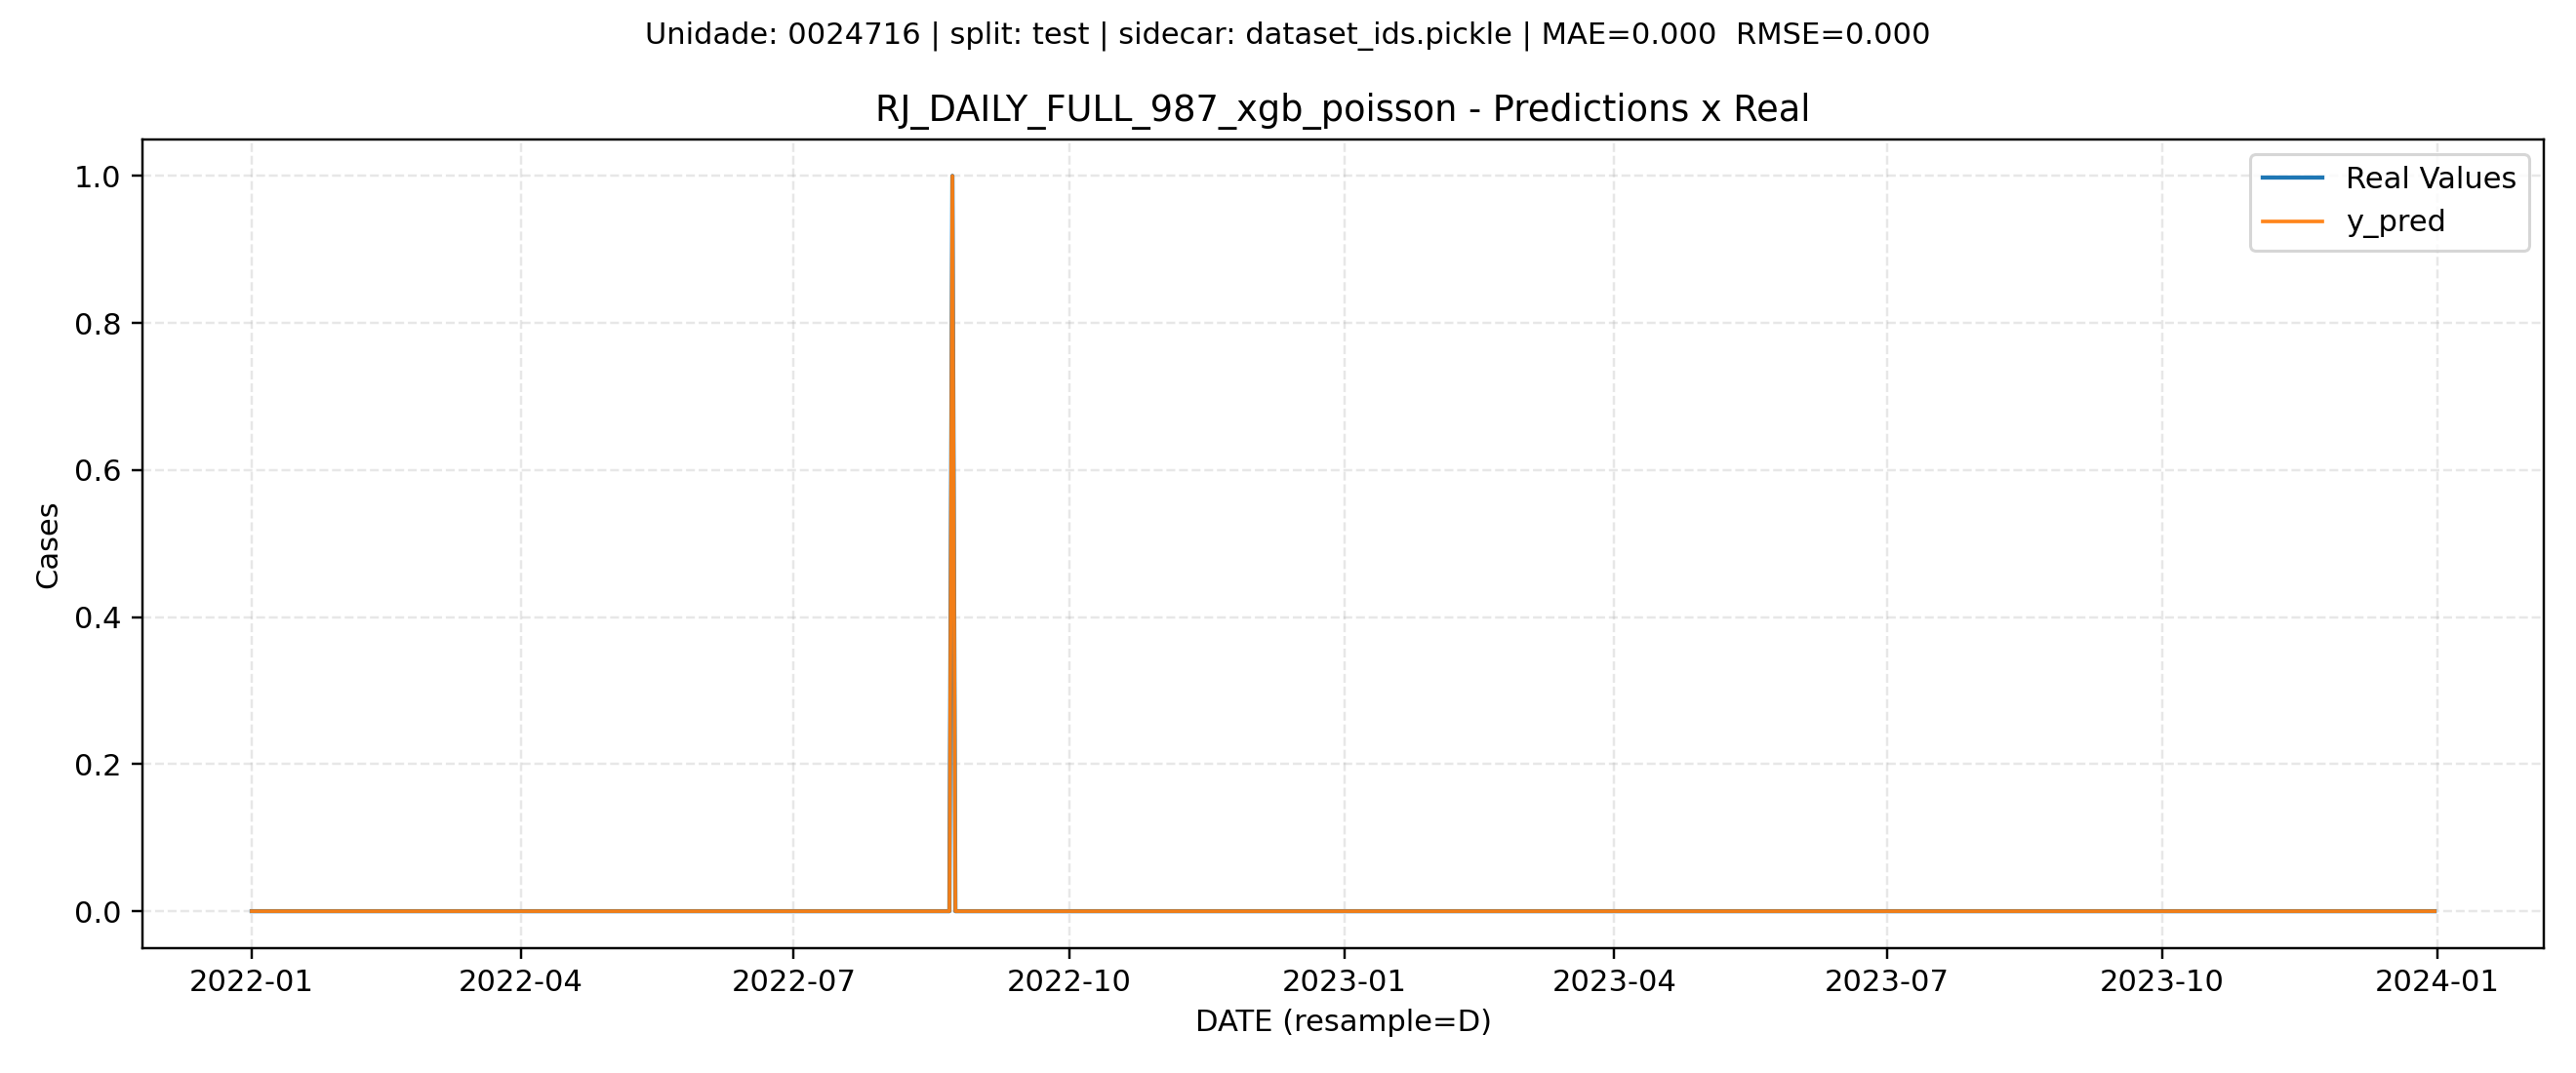 Unidade: 0024716 | split: test | sidecar: dataset_ids.pickle | MAE=0.000  RMSE=0.000
RJ_DAILY_FULL_987_xgb_poisson - Predictions x Real
Real Values
y_pred
1.0
0.8
0.6
0.4
0.2
0.0
Cases
2022-01 2022-04 2022-07 2022-10 2023-01 2023-04 2023-07 2023-10 2024-01
DATE (resample=D)